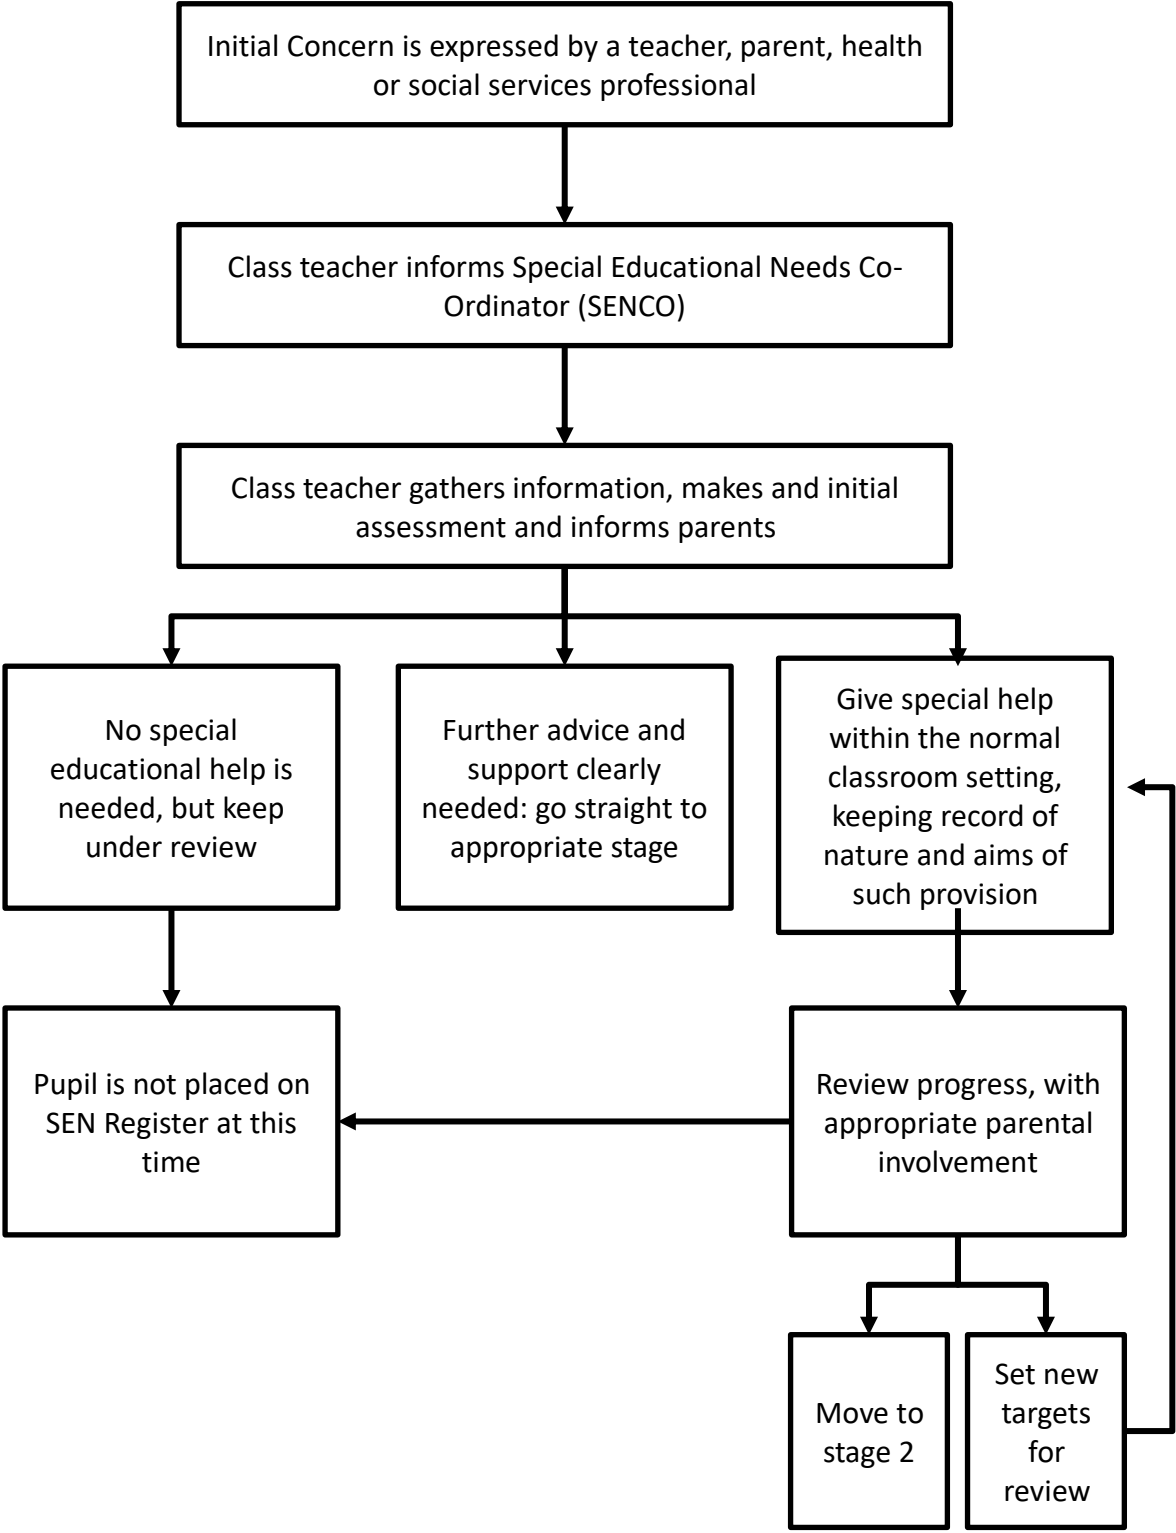 Initial Concern is expressed by a teacher, parent, health
or social services professional
Class teacher informs Special Educational Needs Co-
Ordinator (SENCO)
Class teacher gathers information, makes and initial
assessment and informs parents
No special
educational help is
needed, but keep
under review
Further advice and
support clearly
needed: go straight to
appropriate stage
Give special help
within the normal
classroom setting,
keeping record of
nature and aims of
such provision
Pupil is not placed on
SEN Register at this
time
Review progress, with
appropriate parental
involvement
Move to
stage 2
Set new
targets
for
review